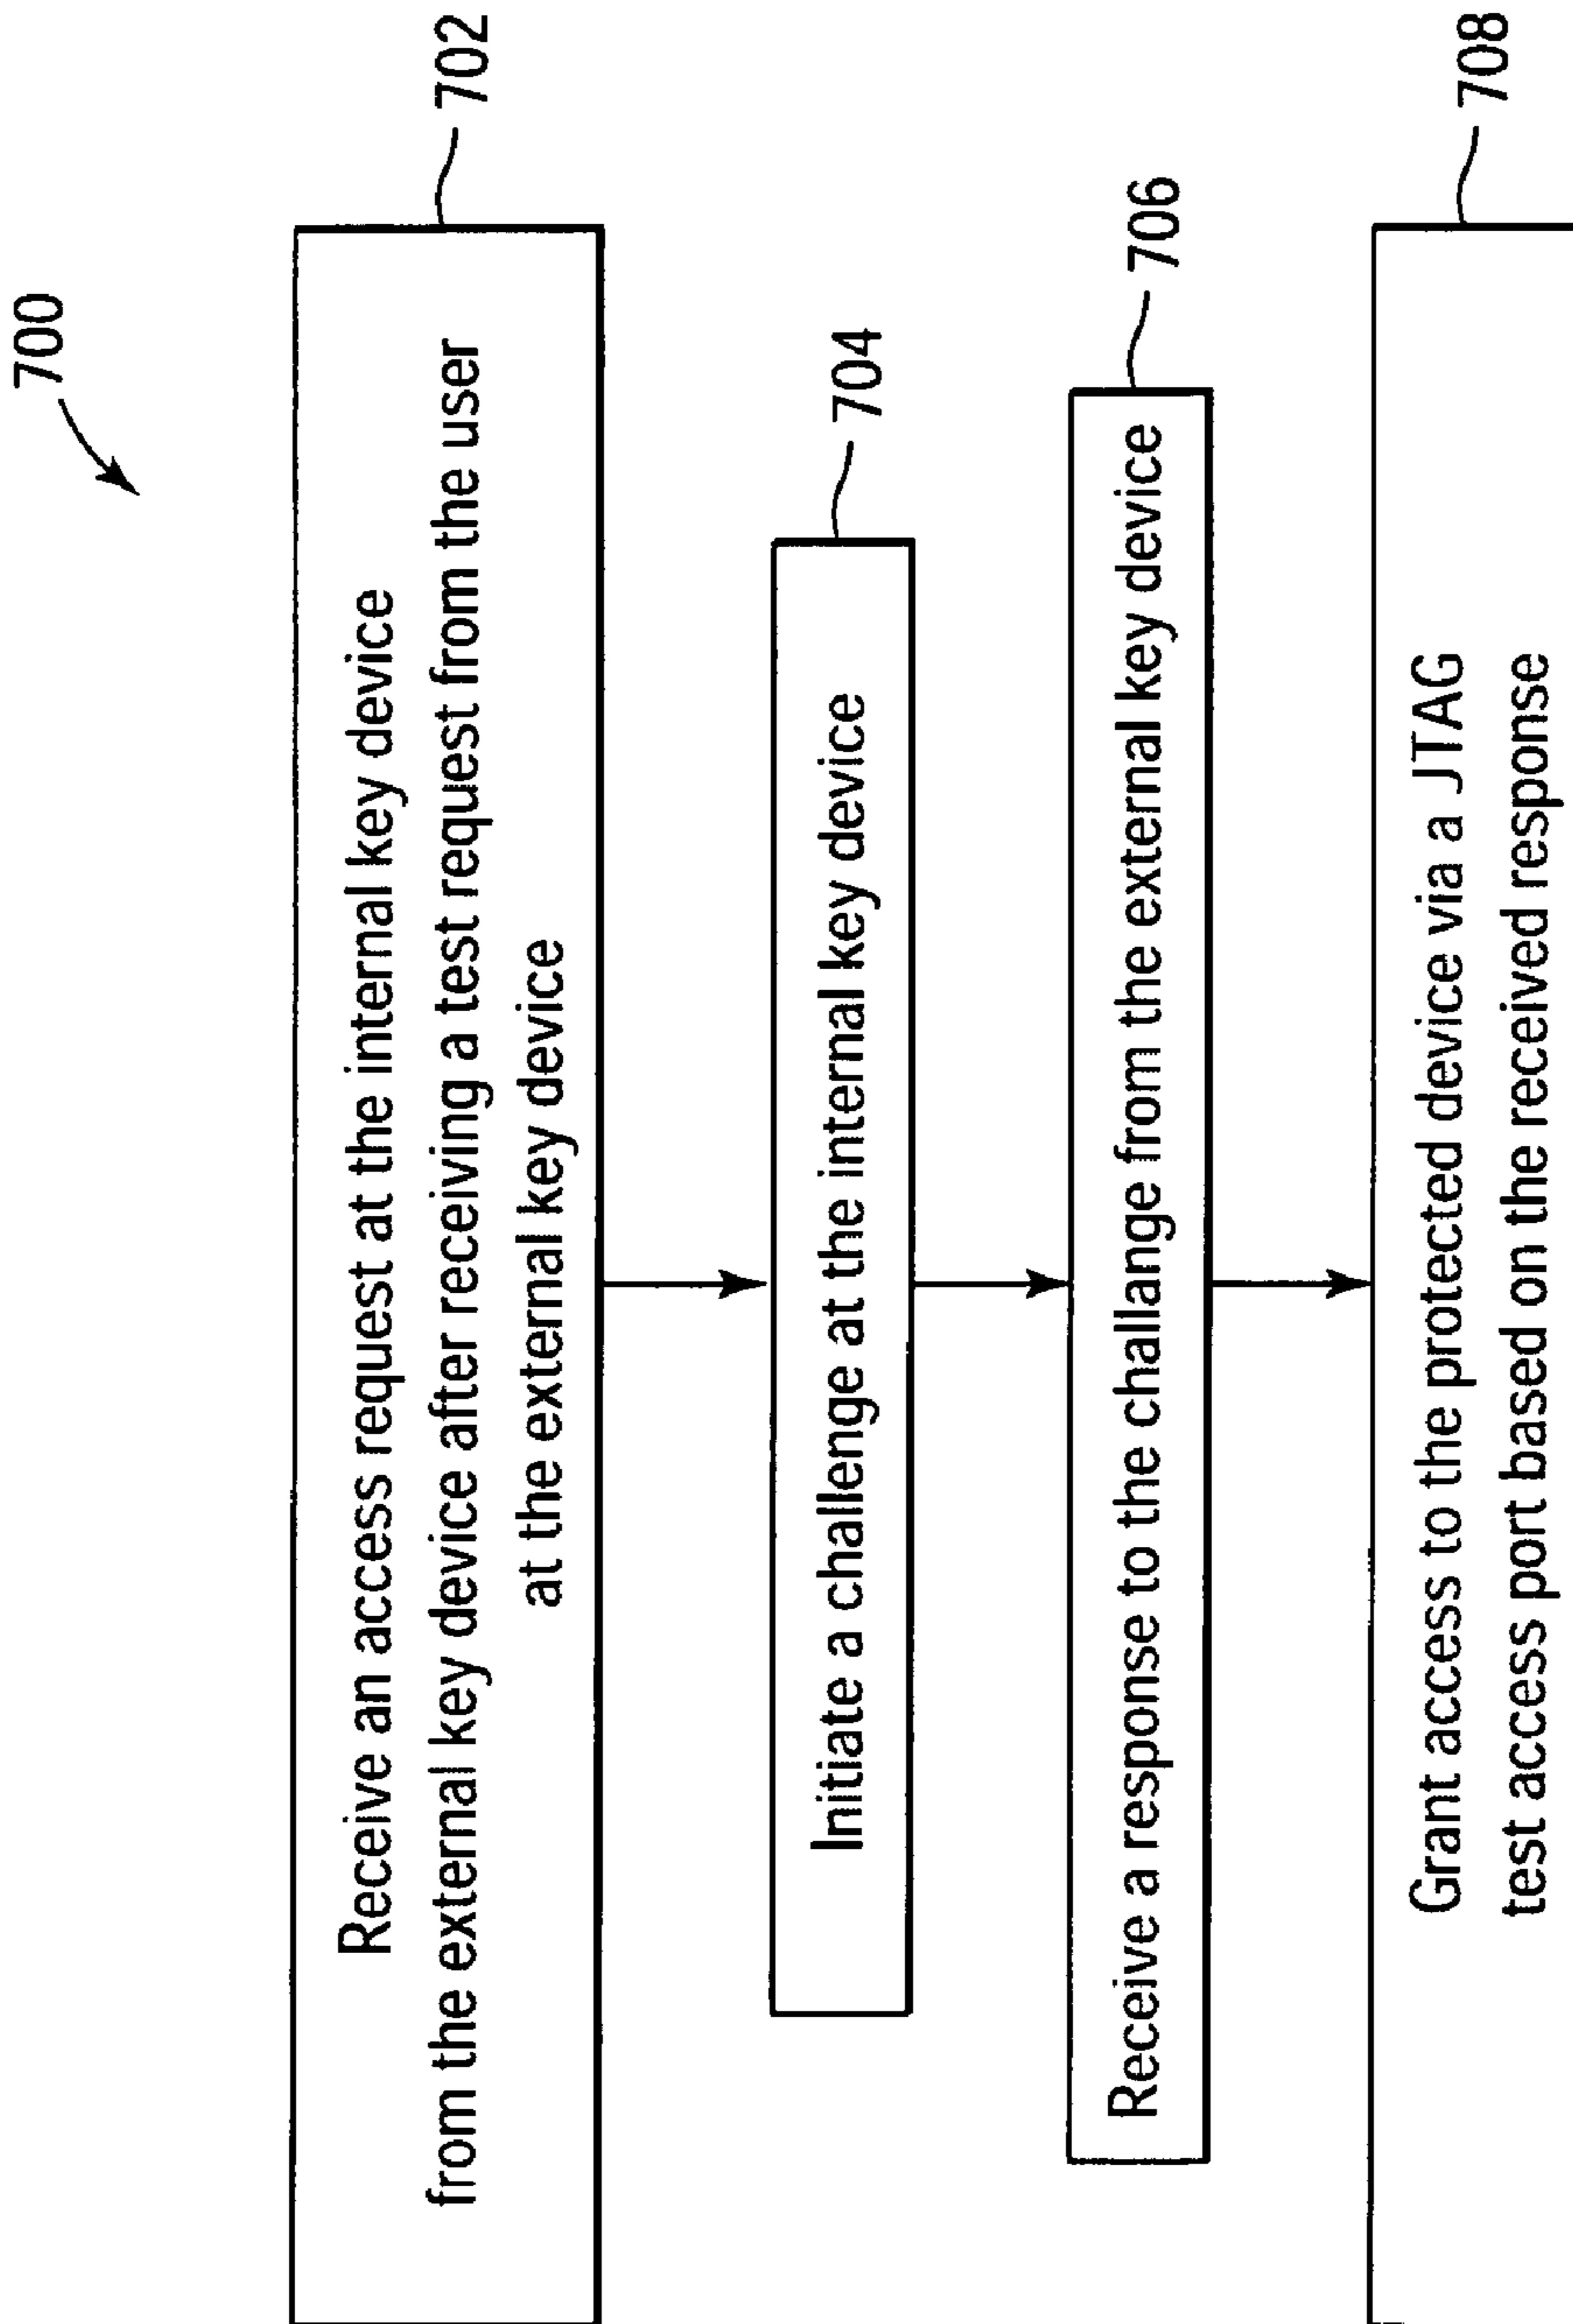 700
Receive an access request at the internal key device
from the external key device after receiving a test request from the user
at the external key device
702
Initiate a challenge at the internal key device
704
Receive a response to the challange from the external key device
706
Grant access to the protected device via a JTAG
test access port based on the received response
708